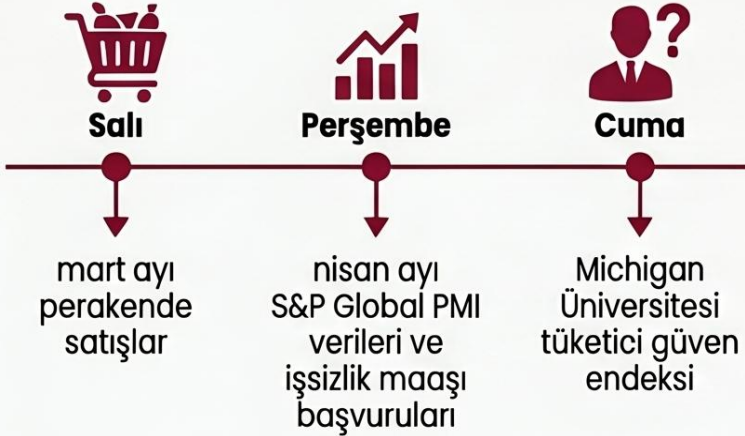 Salı
mart ayı
perakende
satışlar
Perşembe
nisan ayı
S&P Global PMI
verileri ve
işsizlik maaşı
başvuruları
Cuma
Michigan
Üniversitesi
tüketici güven
endeksi